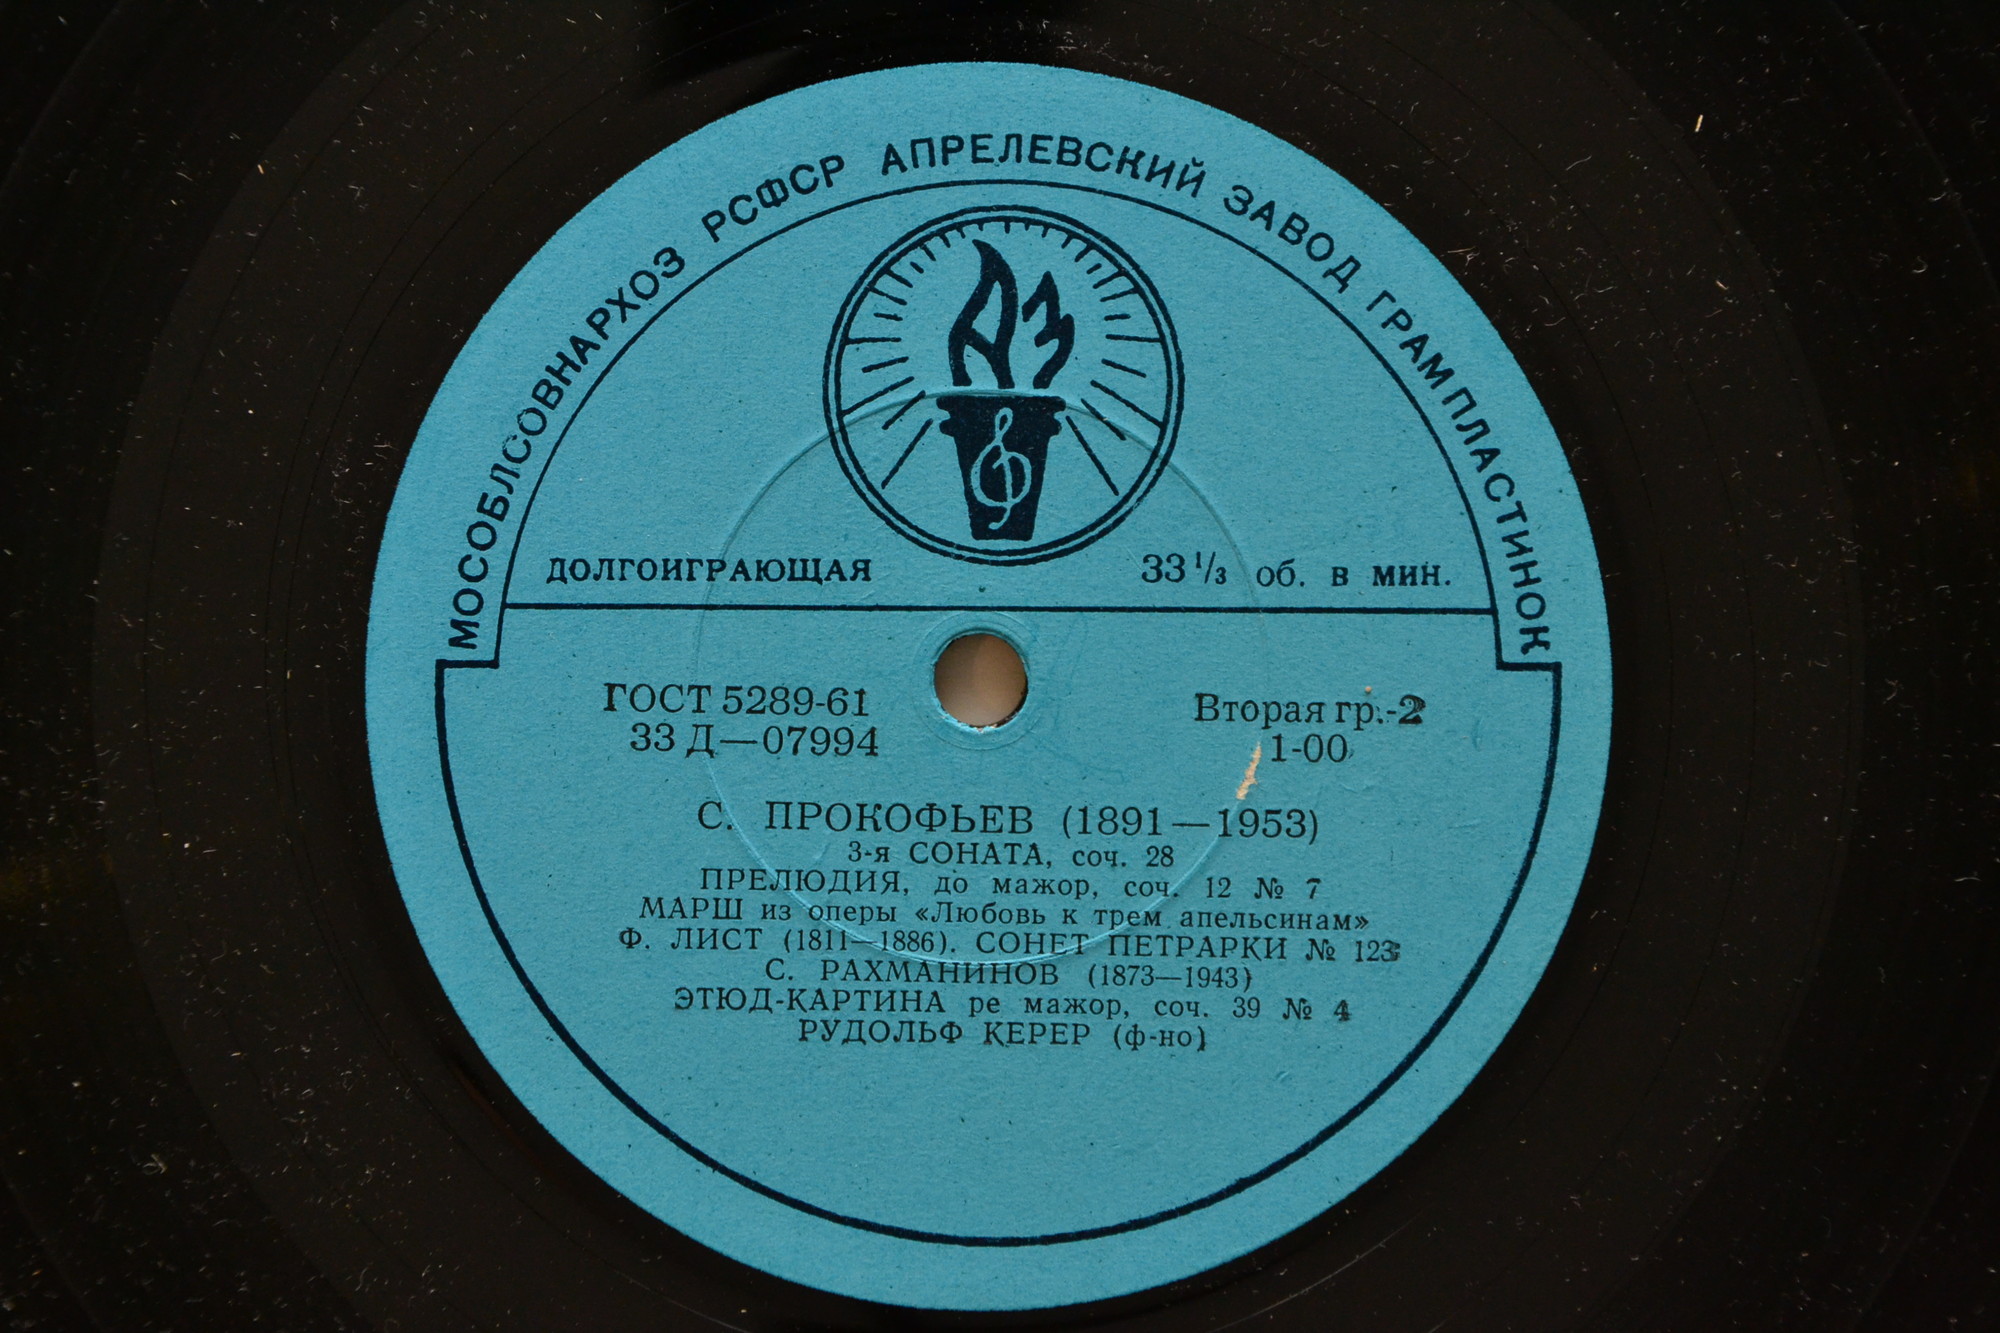 МОСОБЛСОВНАРХОЗ РСФСР АПРЕЛЕВСКИЙ ЗАВОД ГРАМПЛАСТИНОК
АЗ
ДОЛГОИГРАЮЩАЯ
33 1/3 об. в мин.
ГОСТ 5289-61
33 Д—07994
Вторая гр.-2
1-00
С. ПРОКОФЬЕВ (1891—1953)
3-я СОНАТА, соч. 28
ПРЕЛЮДИЯ, до мажор, соч. 12 № 7
МАРШ из оперы «Любовь к трем апельсинам»
Ф. ЛИСТ (1811—1886). СОНЕТ ПЕТРАРКИ № 123
С. РАХМАНИНОВ (1873—1943)
ЭТЮД-КАРТИНА ре мажор, соч. 39 № 4
РУДОЛЬФ КЕРЕР (ф-но)